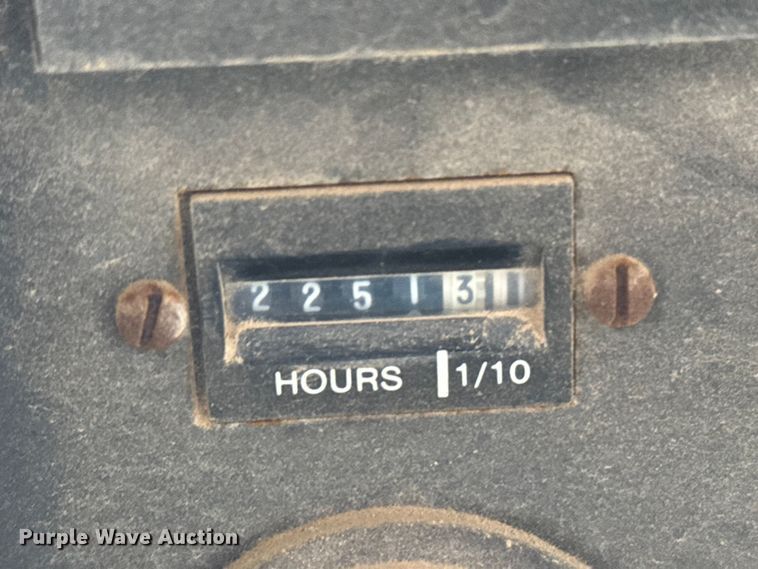 2 2 5 1 3
HOURS 1/10
Purple Wave Auction